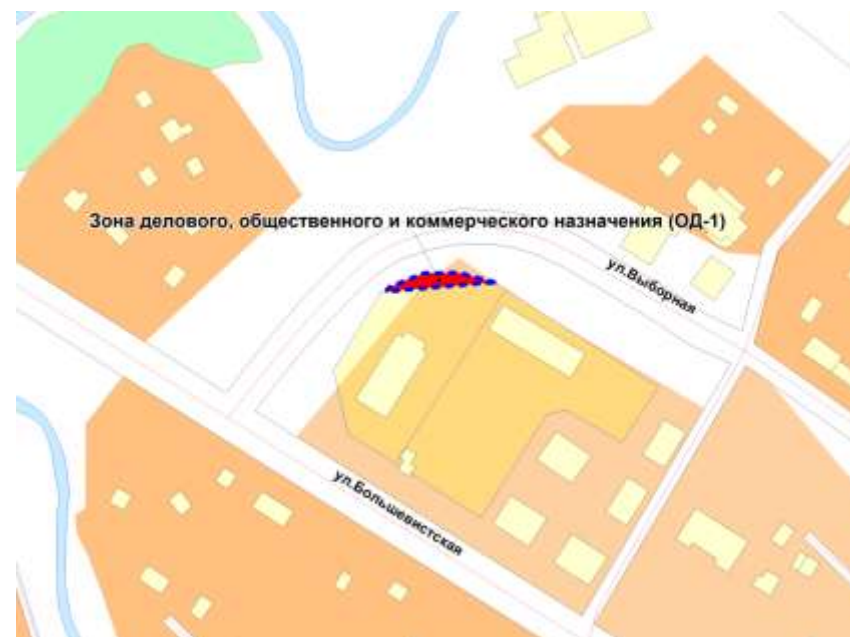 Зона делового, общественного и коммерческого назначения (ОД-1)
ул.Выборная
ул.Большевистская